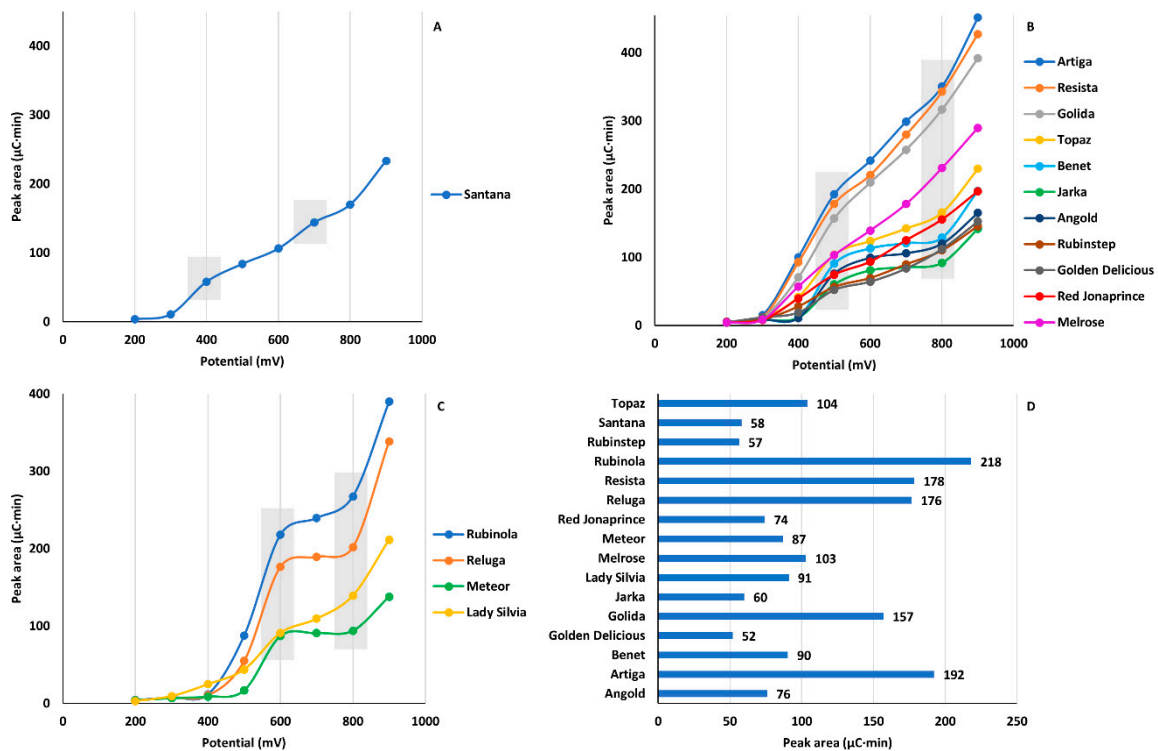 A
400
300
200
100
0
Peak area (µC·min)
0 200 400 600 800 1000
Potential (mV)
Santana
B
400
350
300
250
200
150
100
50
0
Peak area (µC·min)
0 200 400 600 800 1000
Potential (mV)
Artiga
Resista
Golida
Topaz
Benet
Jarka
Angold
Rubinstep
Golden Delicious
Red Jonaprince
Melrose
C
400
300
200
100
0
Peak area (µC·min)
0 200 400 600 800 1000
Potential (mV)
Rubinola
Reluga
Meteor
Lady Silvia
D
Topaz 104
Santana 58
Rubinstep 57
Rubinola 218
Resista 178
Reluga 176
Red Jonaprince 74
Meteor 87
Melrose 103
Lady Silvia 91
Jarka 60
Golida 157
Golden Delicious 52
Benet 90
Artiga 192
Angold 76
0 50 100 150 200 250
Peak area (µC·min)